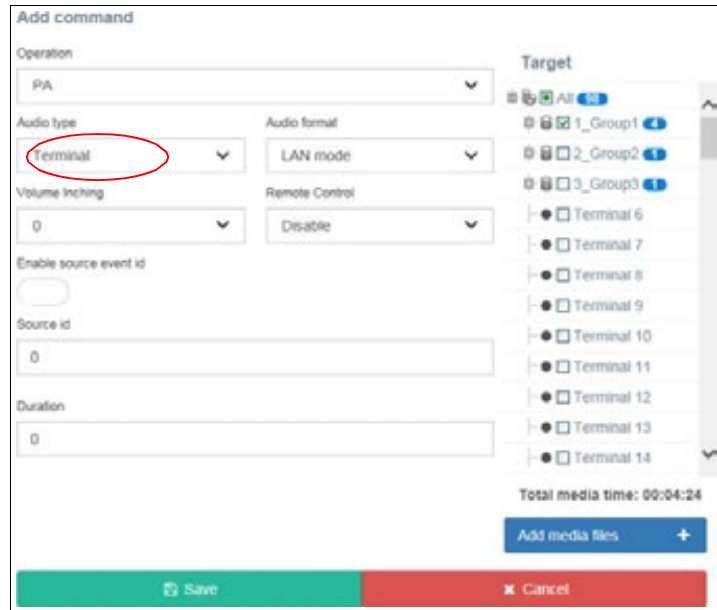 Add command
Operation
PA
Audio type
Audio format
Terminal
LAN mode
Volume Inching
Remote Control
0
Disable
Enable source event id
Source id
0
Duration
0
Target
All 98
1_Group1 4
2_Group2 1
3_Group3 1
Terminal 6
Terminal 7
Terminal 8
Terminal 9
Terminal 10
Terminal 11
Terminal 12
Terminal 13
Terminal 14
Total media time: 00:04:24
Add media files +
Save
Cancel